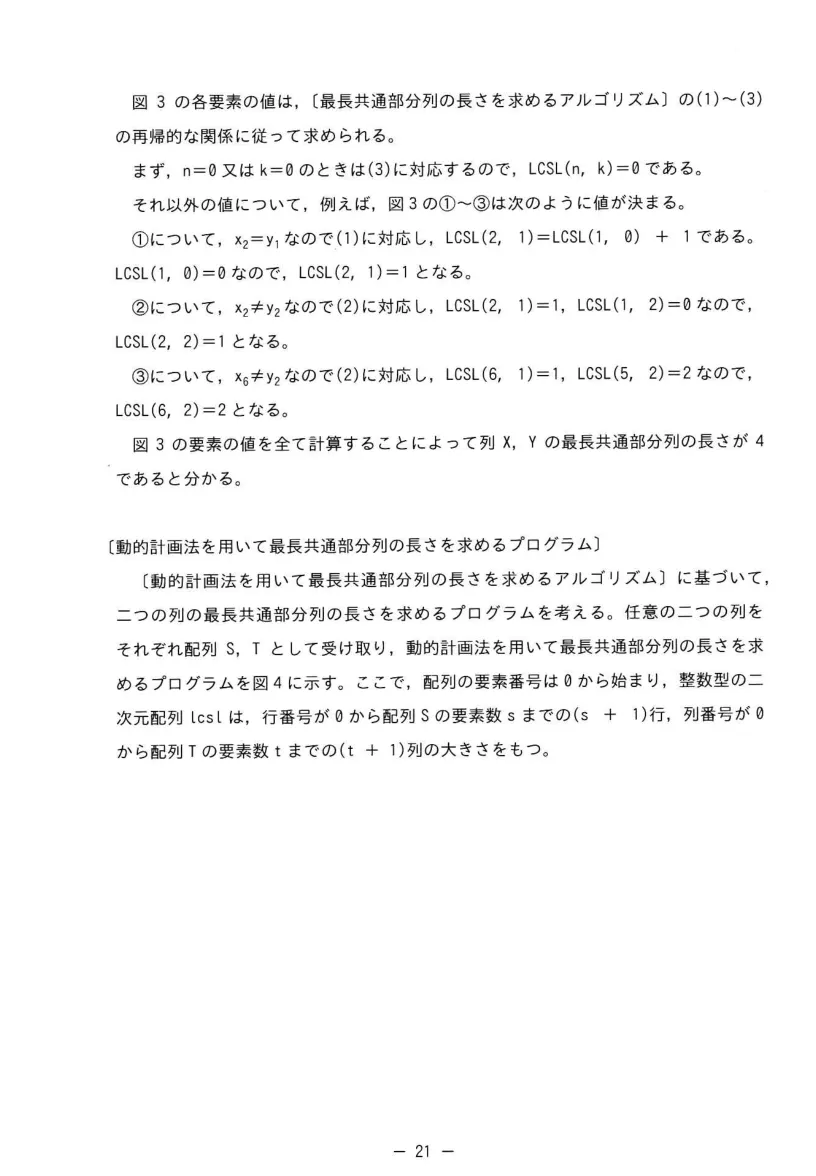 図 3 の各要素の値は,〔最長共通部分列の長さを求めるアルゴリズム〕の(1)～(3)
の再帰的な関係に従って求められる。
まず, n＝0 又は k＝0 のときは(3)に対応するので, LCSL(n, k)＝0 である。
それ以外の値について, 例えば, 図 3 の①～③は次のように値が決まる。
①について, x₂＝y₁ なので(1)に対応し, LCSL(2, 1)＝LCSL(1, 0) ＋ 1 である。
LCSL(1, 0)＝0 なので, LCSL(2, 1)＝1 となる。
②について, x₂≠y₂ なので(2)に対応し, LCSL(2, 1)＝1, LCSL(1, 2)＝0 なので,
LCSL(2, 2)＝1 となる。
③について, x₆≠y₂ なので(2)に対応し, LCSL(6, 1)＝1, LCSL(5, 2)＝2 なので,
LCSL(6, 2)＝2 となる。
図 3 の要素の値を全て計算することによって列 X, Y の最長共通部分列の長さが 4
であると分かる。
〔動的計画法を用いて最長共通部分列の長さを求めるプログラム〕
〔動的計画法を用いて最長共通部分列の長さを求めるアルゴリズム〕に基づいて,
二つの列の最長共通部分列の長さを求めるプログラムを考える。任意の二つの列を
それぞれ配列 S, T として受け取り, 動的計画法を用いて最長共通部分列の長さを求
めるプログラムを図 4 に示す。ここで, 配列の要素番号は 0 から始まり, 整数型の二
次元配列 lcsl は, 行番号が 0 から配列 S の要素数 s までの(s ＋ 1)行, 列番号が 0
から配列 T の要素数 t までの(t ＋ 1)列の大きさをもつ。
－ 21 －